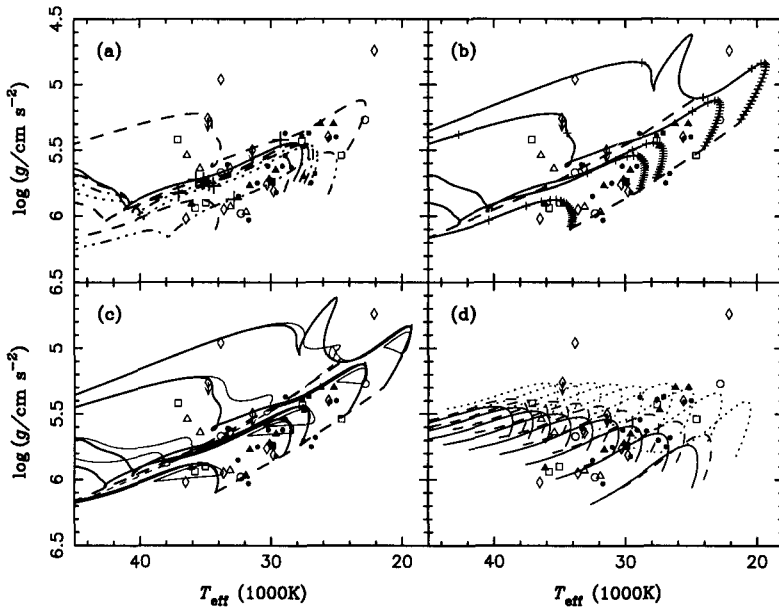 (a)
(b)
4.5
5
5.5
6
6.5
log (g/cm s⁻²)
(c)
(d)
5
5.5
6
6.5
log (g/cm s⁻²)
40 30 20
40 30 20
T_eff (1000K)
T_eff (1000K)